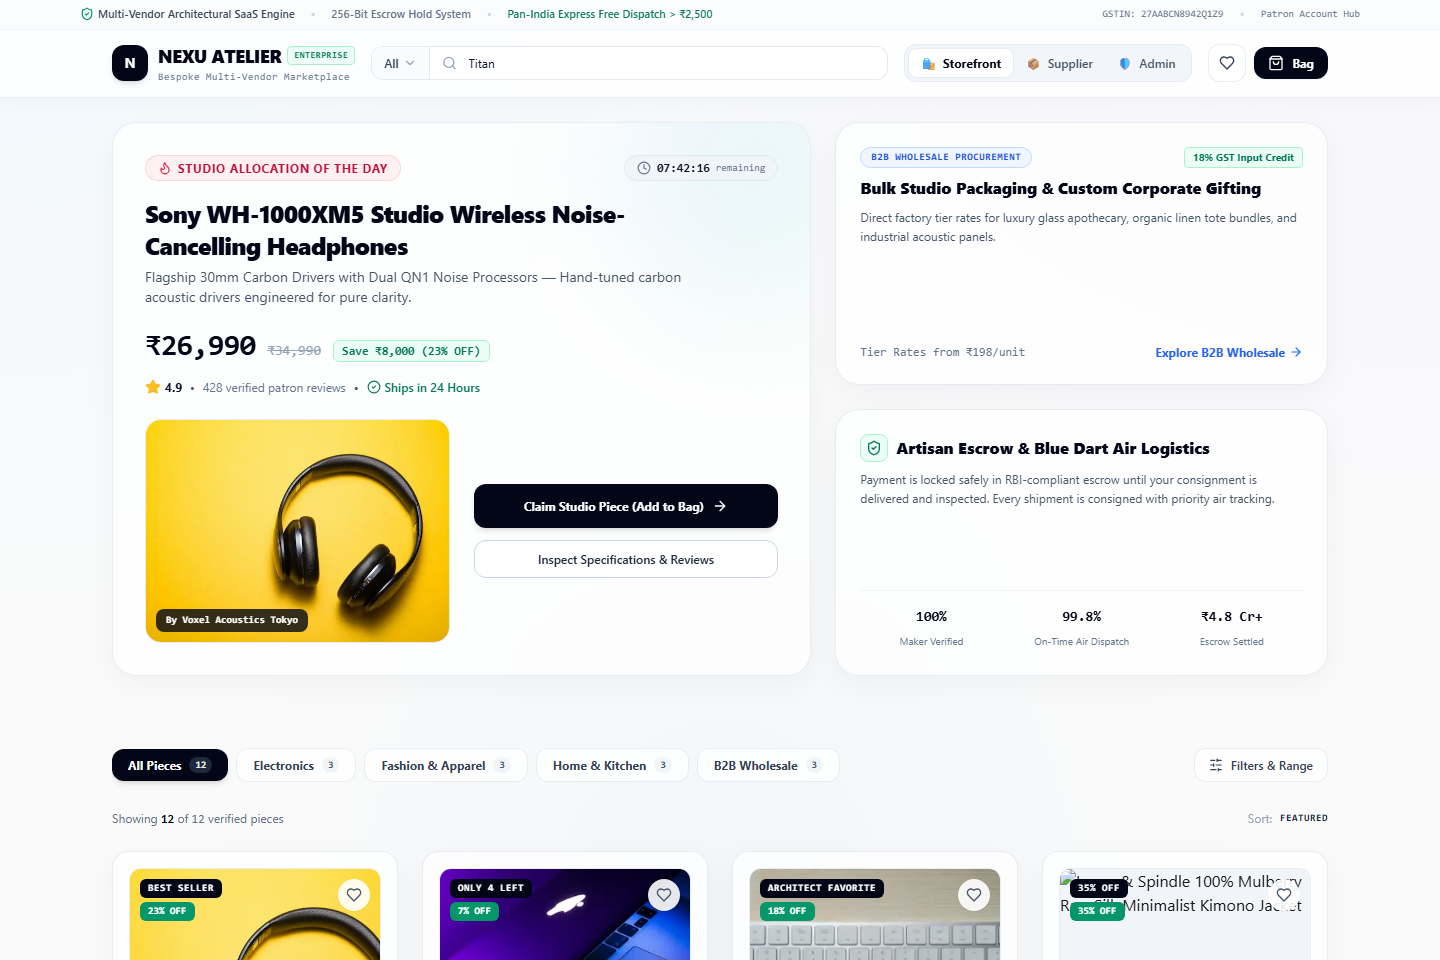 Multi-Vendor Architectural SaaS Engine • 256-Bit Escrow Hold System • Pan-India Express Free Dispatch > ₹2,500
GSTIN: 27AABCN8942Q1Z9 • Patron Account Hub
N
NEXU ATELIER ENTERPRISE
Bespoke Multi-Vendor Marketplace
All
Titan
Storefront
Supplier
Admin
Bag
STUDIO ALLOCATION OF THE DAY
07:42:16 remaining
Sony WH-1000XM5 Studio Wireless Noise-
Cancelling Headphones
Flagship 30mm Carbon Drivers with Dual QN1 Noise Processors — Hand-tuned carbon
acoustic drivers engineered for pure clarity.
₹26,990 ₹34,990 Save ₹8,000 (23% OFF)
4.9 • 428 verified patron reviews • Ships in 24 Hours
By Voxel Acoustics Tokyo
Claim Studio Piece (Add to Bag)
Inspect Specifications & Reviews
B2B WHOLESALE PROCUREMENT
18% GST Input Credit
Bulk Studio Packaging & Custom Corporate Gifting
Direct factory tier rates for luxury glass apothecary, organic linen tote bundles, and
industrial acoustic panels.
Tier Rates from ₹198/unit
Explore B2B Wholesale
Artisan Escrow & Blue Dart Air Logistics
Payment is locked safely in RBI-compliant escrow until your consignment is
delivered and inspected. Every shipment is consigned with priority air tracking.
100%
Maker Verified
99.8%
On-Time Air Dispatch
₹4.8 Cr+
Escrow Settled
All Pieces 12
Electronics 3
Fashion & Apparel 3
Home & Kitchen 3
B2B Wholesale 3
Filters & Range
Showing 12 of 12 verified pieces
Sort: FEATURED
BEST SELLER
23% OFF
ONLY 4 LEFT
7% OFF
ARCHITECT FAVORITE
18% OFF
35% OFF
& Spindle 100% Mulberry
35% OFF
Minimalist Kimono Jacket